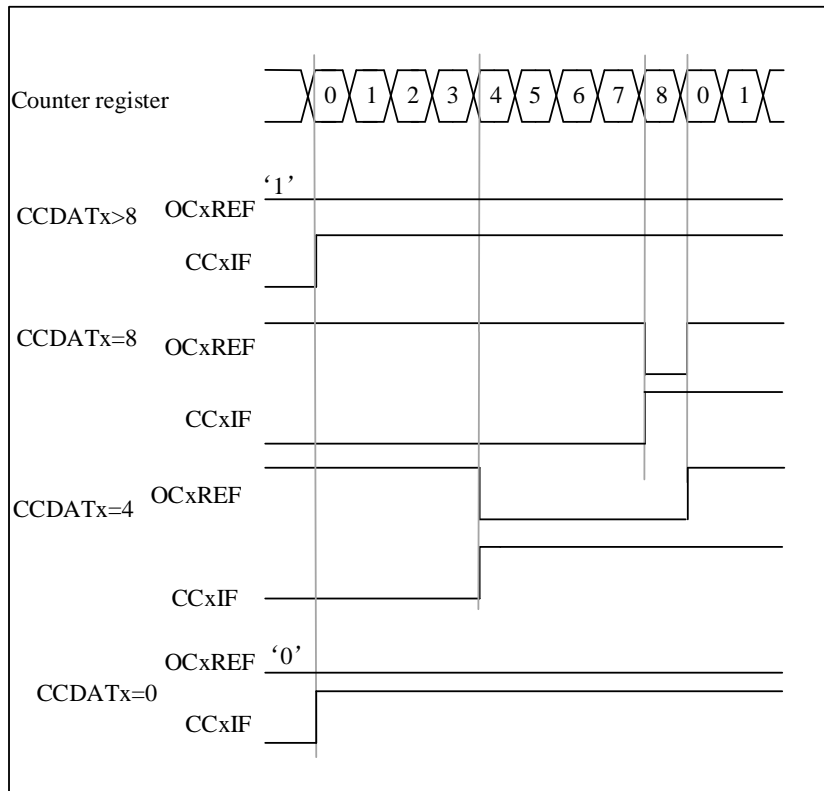 Counter register
0 1 2 3 4 5 6 7 8 0 1
‘1’
CCDATx>8
OCxREF
CCxIF
CCDATx=8
OCxREF
CCxIF
CCDATx=4
OCxREF
CCxIF
OCxREF ‘0’
CCDATx=0
CCxIF